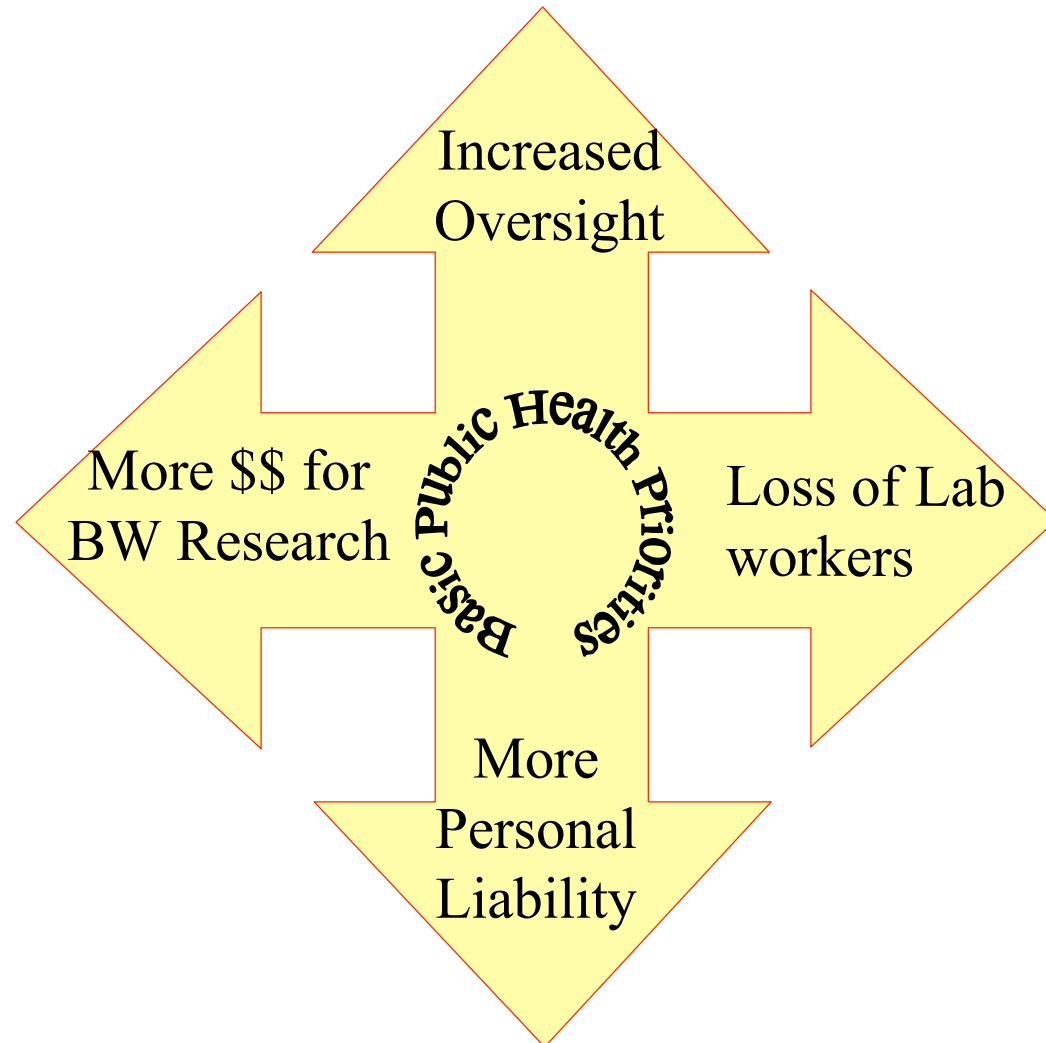 Increased
Oversight
More $$ for
BW Research
Basic Public Health Priorities
Loss of Lab
workers
More
Personal
Liability